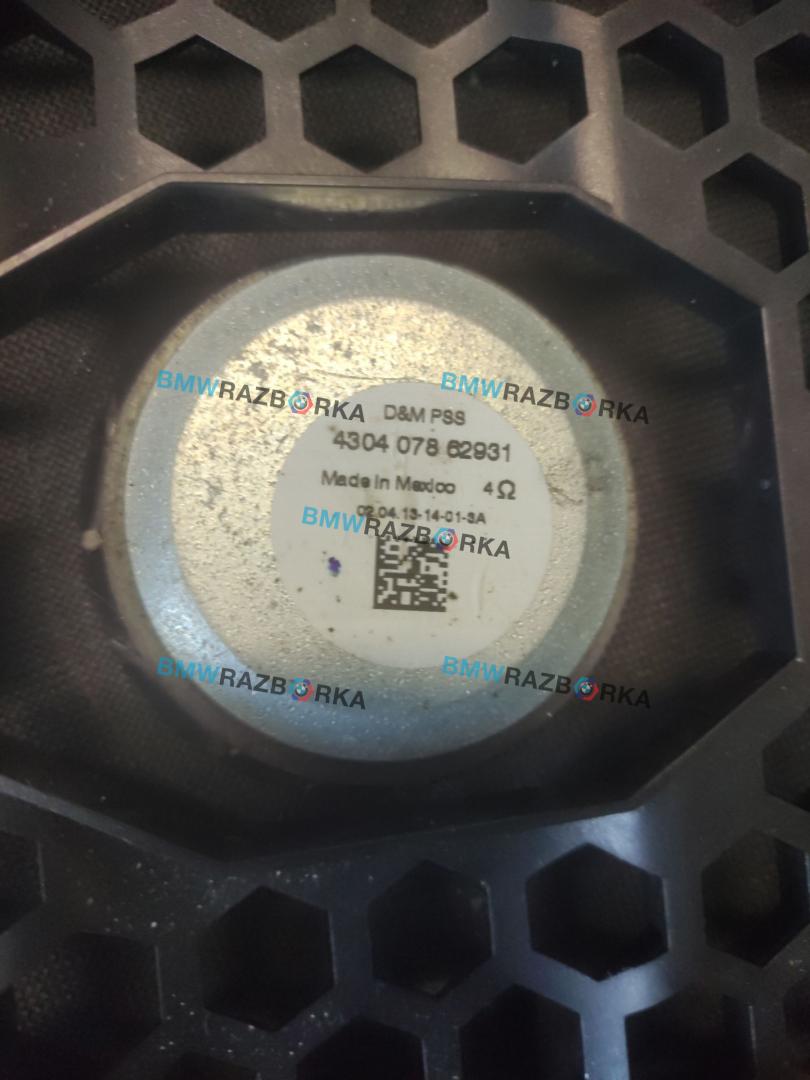 BMWRAZBORKA
BMWRAZBORKA
D&M PSS
4304 078 62931
Made in Mexico 4Ω
02.04.13-14-01-3A
BMWRAZBORKA
BMWRAZBORKA
BMWRAZBORKA